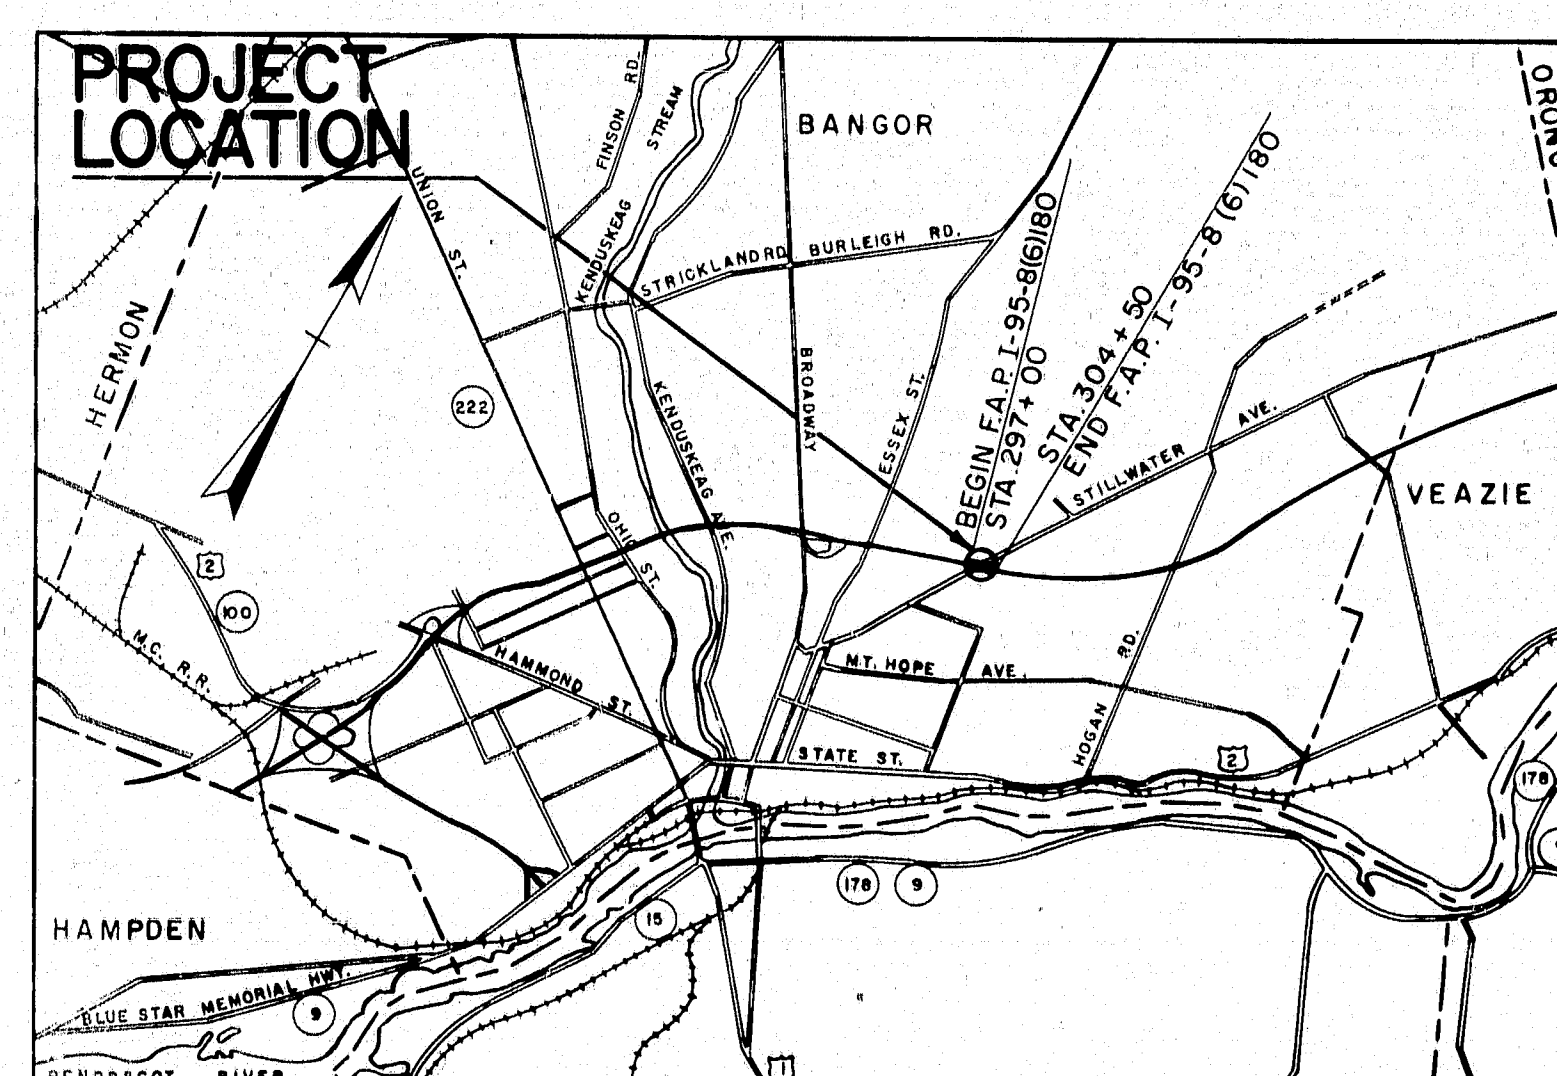 PROJECT
LOCATION
BANGOR
ORONO
FINSON RD.
KENDUSKEAG STREAM
UNION ST.
STRICKLAND RD.
BURLEIGH RD.
HERMON
222
BROADWAY
KENDUSKEAG AVE.
ESSEX ST.
BEGIN F.A.P. I-95-8(6)180
STA. 297+00
STA. 304+50
END F.A.P. I-95-8(6)180
STILLWATER AVE.
VEAZIE
OHIO ST.
2
100
M.C. R.R.
HAMMOND ST.
MT. HOPE AVE.
HOGAN RD.
STATE ST.
2
178
178
9
15
HAMPDEN
BLUE STAR MEMORIAL HWY.
9
1
PENOBSCOT RIVER